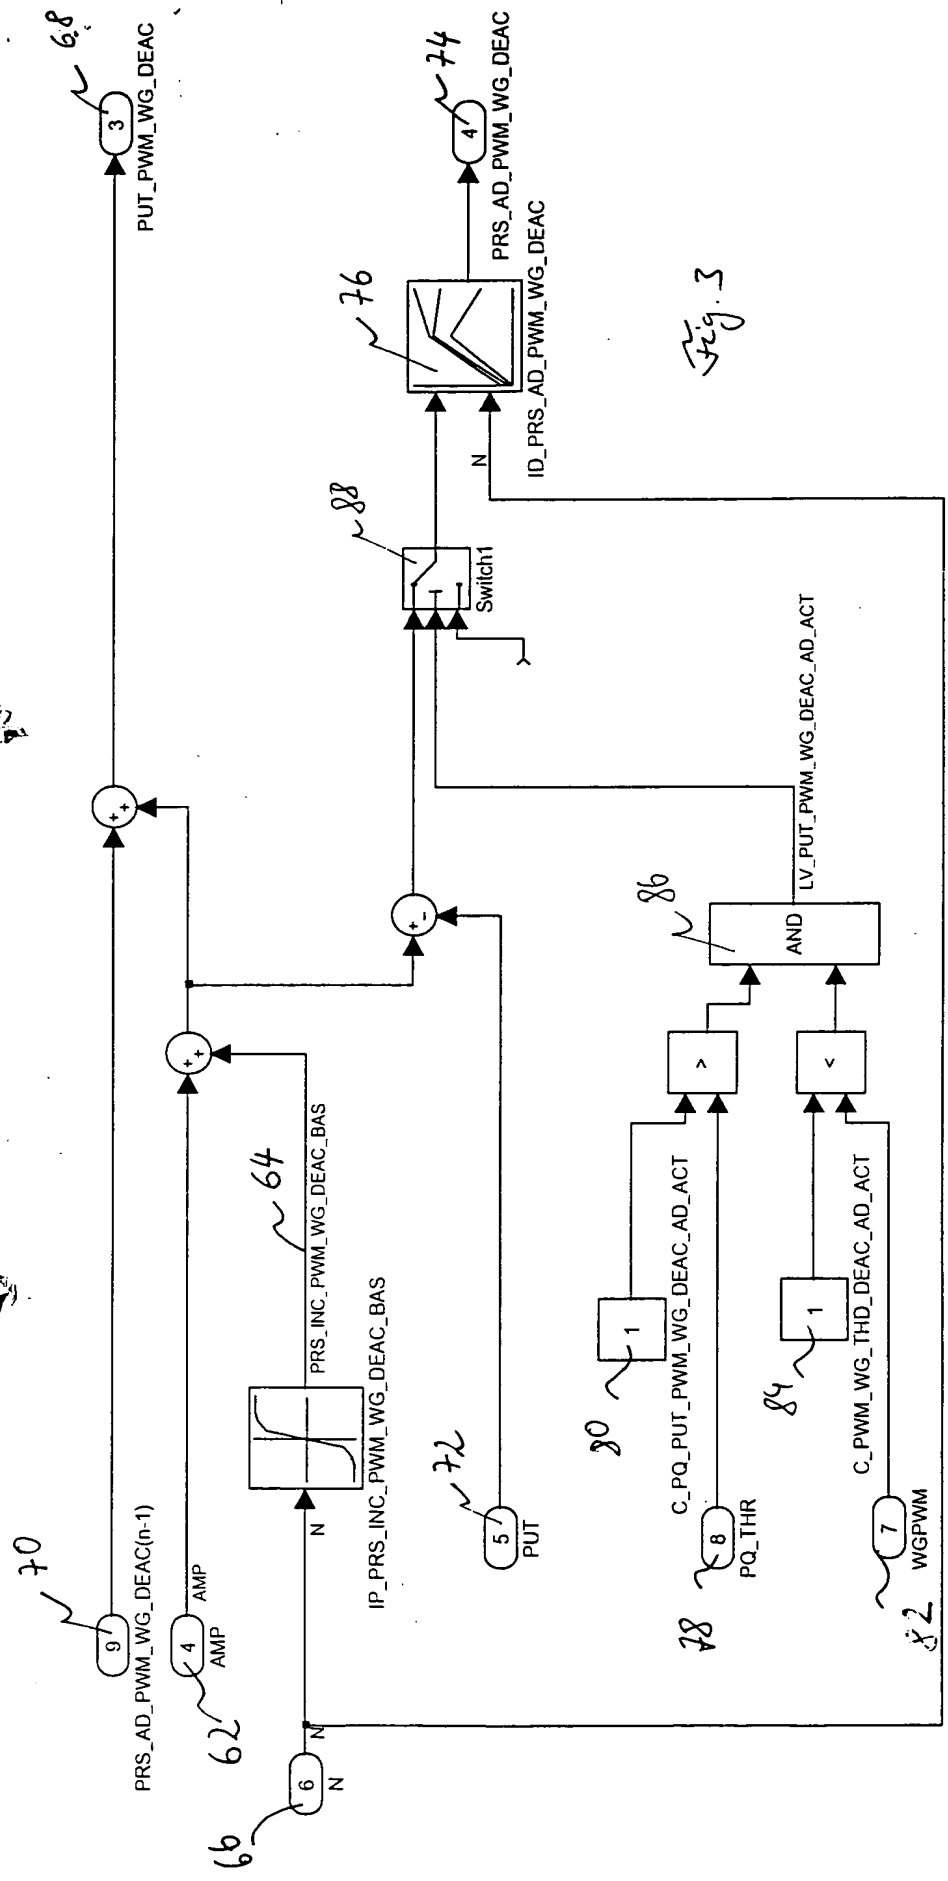 70
9
PRS_AD_PWM_WG_DEAC(n-1)
62
4
AMP
AMP
66
6
N
N
N
IP_PRS_INC_PWM_WG_DEAC_BAS
PRS_INC_PWM_WG_DEAC_BAS
64
+
+
+
+
68
3
PUT_PWM_WG_DEAC
72
5
PUT
+
-
88
Switch1
76
N
ID_PRS_AD_PWM_WG_DEAC
74
4
PRS_AD_PWM_WG_DEAC
80
1
C_PQ_PUT_PWM_WG_DEAC_AD_ACT
78
8
PQ_THR
>
84
1
C_PWM_WG_THD_DEAC_AD_ACT
82
7
WGPWM
<
86
AND
LV_PUT_PWM_WG_DEAC_AD_ACT
Fig. 3